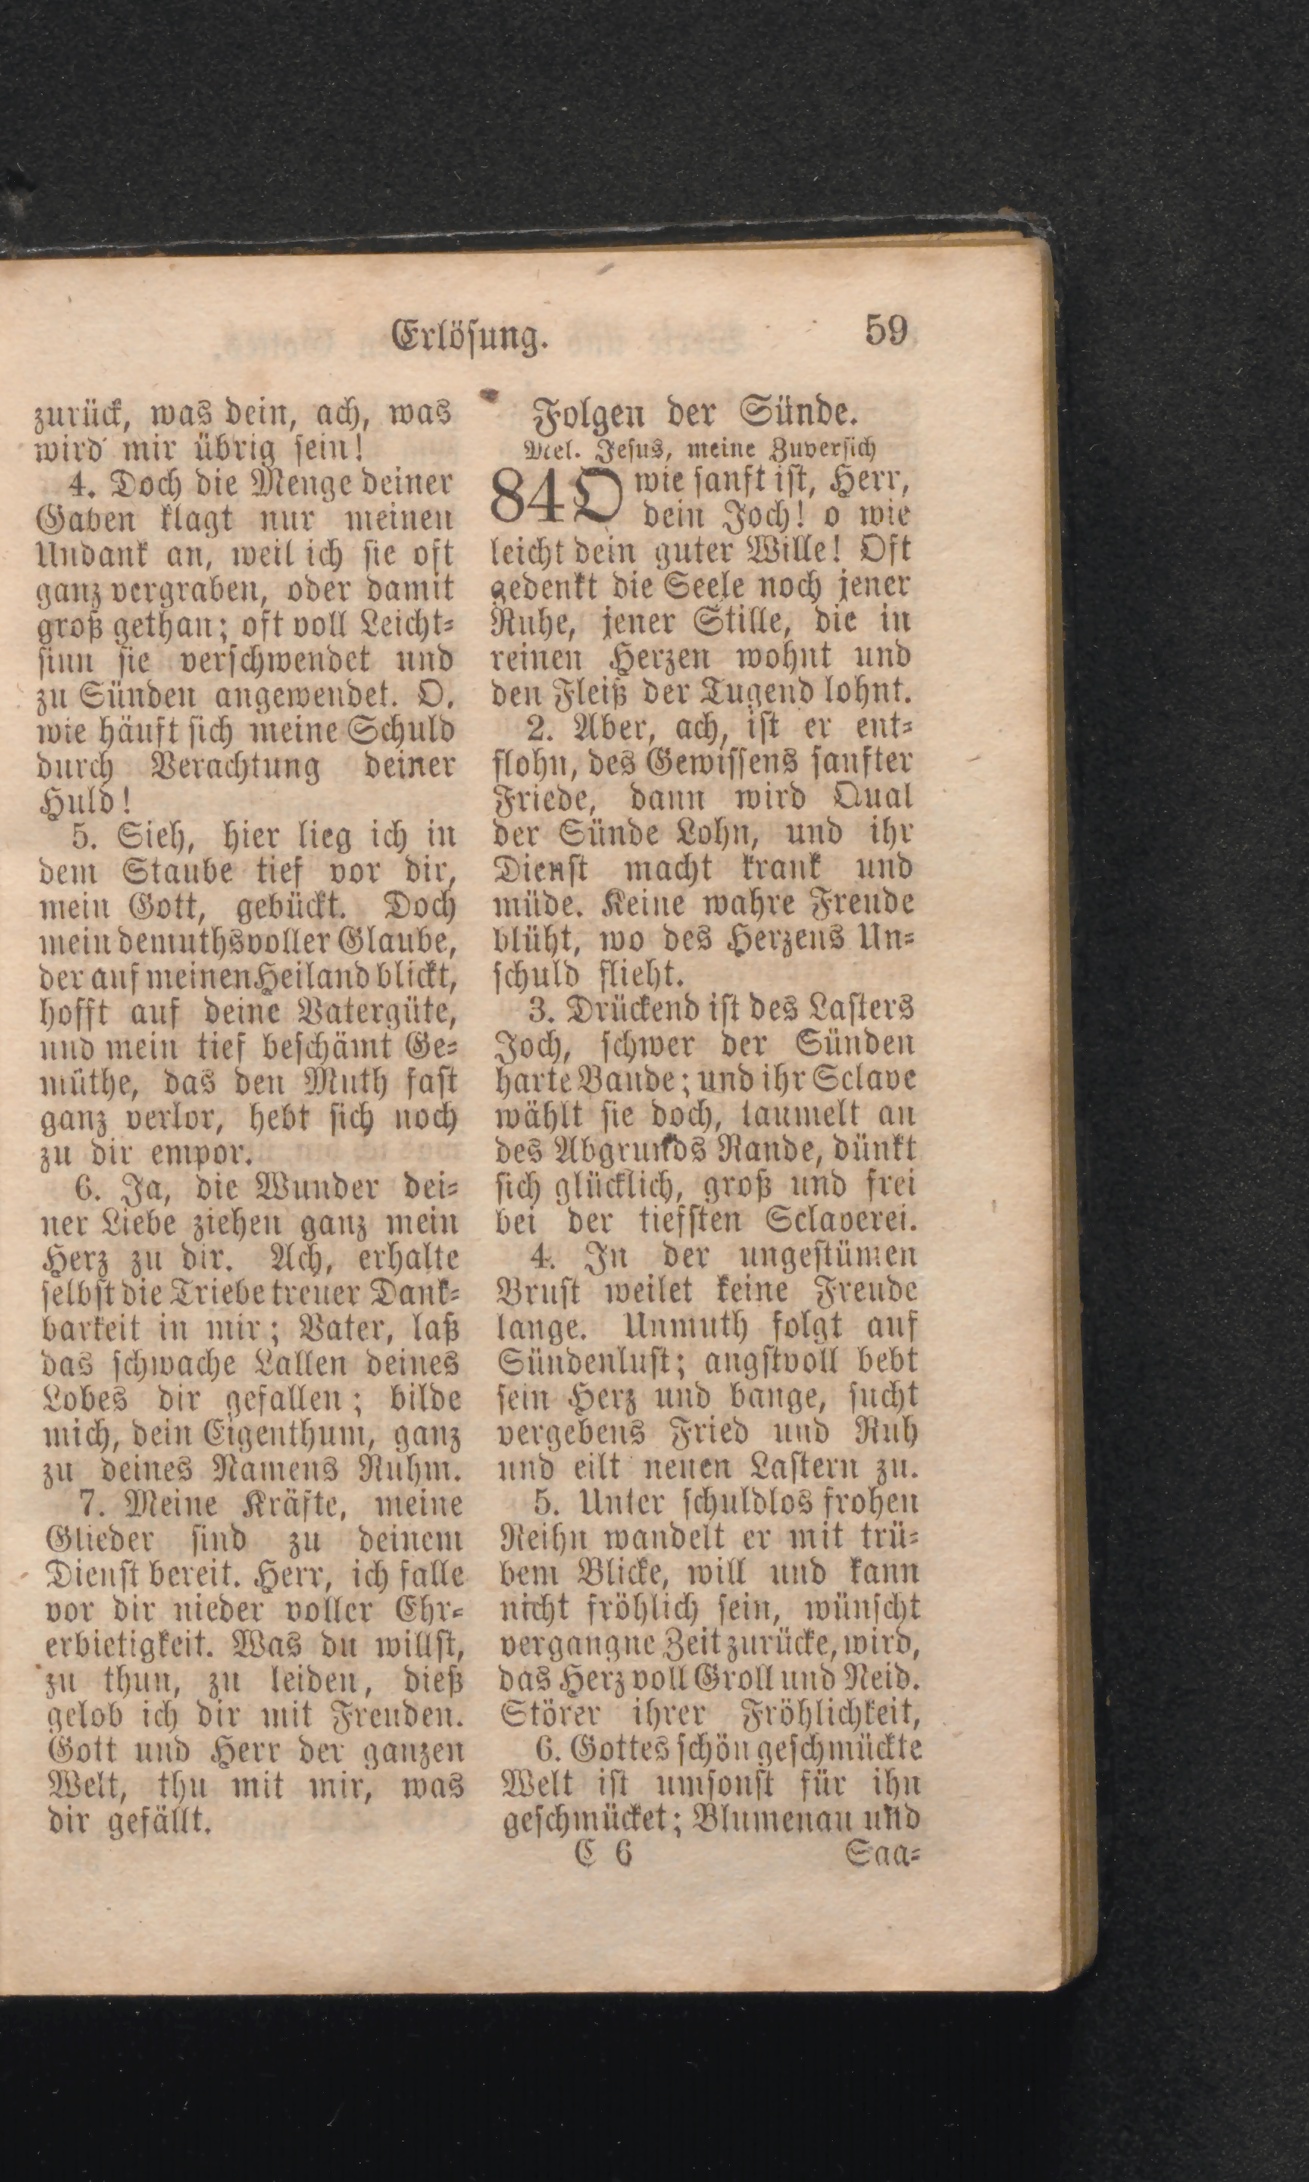 Erlösung.
59
zurück, was dein, ach, was
wird mir übrig sein!
4. Doch die Menge deiner
Gaben klagt nur meinen
Undank an, weil ich sie oft
ganz vergraben, oder damit
groß gethan; oft voll Leicht-
sinn sie verschwendet und
zu Sünden angewendet. O,
wie häuft sich meine Schuld
durch Verachtung deiner
Huld!
5. Sieh, hier lieg ich in
dem Staube tief vor dir,
mein Gott, gebückt. Doch
mein demuthsvoller Glaube,
der auf meinen Heiland blickt,
hofft auf deine Vatergüte,
und mein tief beschämt Ge-
müthe, das den Muth fast
ganz verlor, hebt sich noch
zu dir empor.
6. Ja, die Wunder dei-
ner Liebe ziehen ganz mein
Herz zu dir. Ach, erhalte
selbst die Triebe treuer Dank-
barkeit in mir; Vater, laß
das schwache Lallen deines
Lobes dir gefallen; bilde
mich, dein Eigenthum, ganz
zu deines Namens Ruhm.
7. Meine Kräfte, meine
Glieder sind zu deinem
Dienst bereit. Herr, ich falle
vor dir nieder voller Ehr-
erbietigkeit. Was du willst,
zu thun, zu leiden, dieß
gelob ich dir mit Freuden.
Gott und Herr der ganzen
Welt, thu mit mir, was
dir gefällt.
Folgen der Sünde.
Mel. Jesus, meine Zuversich
84 O wie sanft ist, Herr,
dein Joch! o wie
leicht dein guter Wille! Oft
gedenkt die Seele noch jener
Ruhe, jener Stille, die in
reinen Herzen wohnt und
den Fleiß der Tugend lohnt.
2. Aber, ach, ist er ent-
flohn, des Gewissens sanfter
Friede, dann wird Qual
der Sünde Lohn, und ihr
Dienst macht krank und
müde. Keine wahre Freude
blüht, wo des Herzens Un-
schuld flieht.
3. Drückend ist des Lasters
Joch, schwer der Sünden
harte Bande; und ihr Sclave
wählt sie doch, taumelt an
des Abgrunds Rande, dünkt
sich glücklich, groß und frei
bei der tiefsten Sclaverei.
4. In der ungestümen
Brust weilet keine Freude
lange. Unmuth folgt auf
Sündenlust; angstvoll bebt
sein Herz und bange, sucht
vergebens Fried und Ruh
und eilt neuen Lastern zu.
5. Unter schuldlos frohen
Reihn wandelt er mit trü-
bem Blicke, will und kann
nicht fröhlich sein, wünscht
vergangne Zeit zurücke, wird,
das Herz voll Groll und Neid.
Störer ihrer Fröhlichkeit,
6. Gottes schön geschmückte
Welt ist umsonst für ihn
geschmücket; Blumenau und
C 6
Saa-